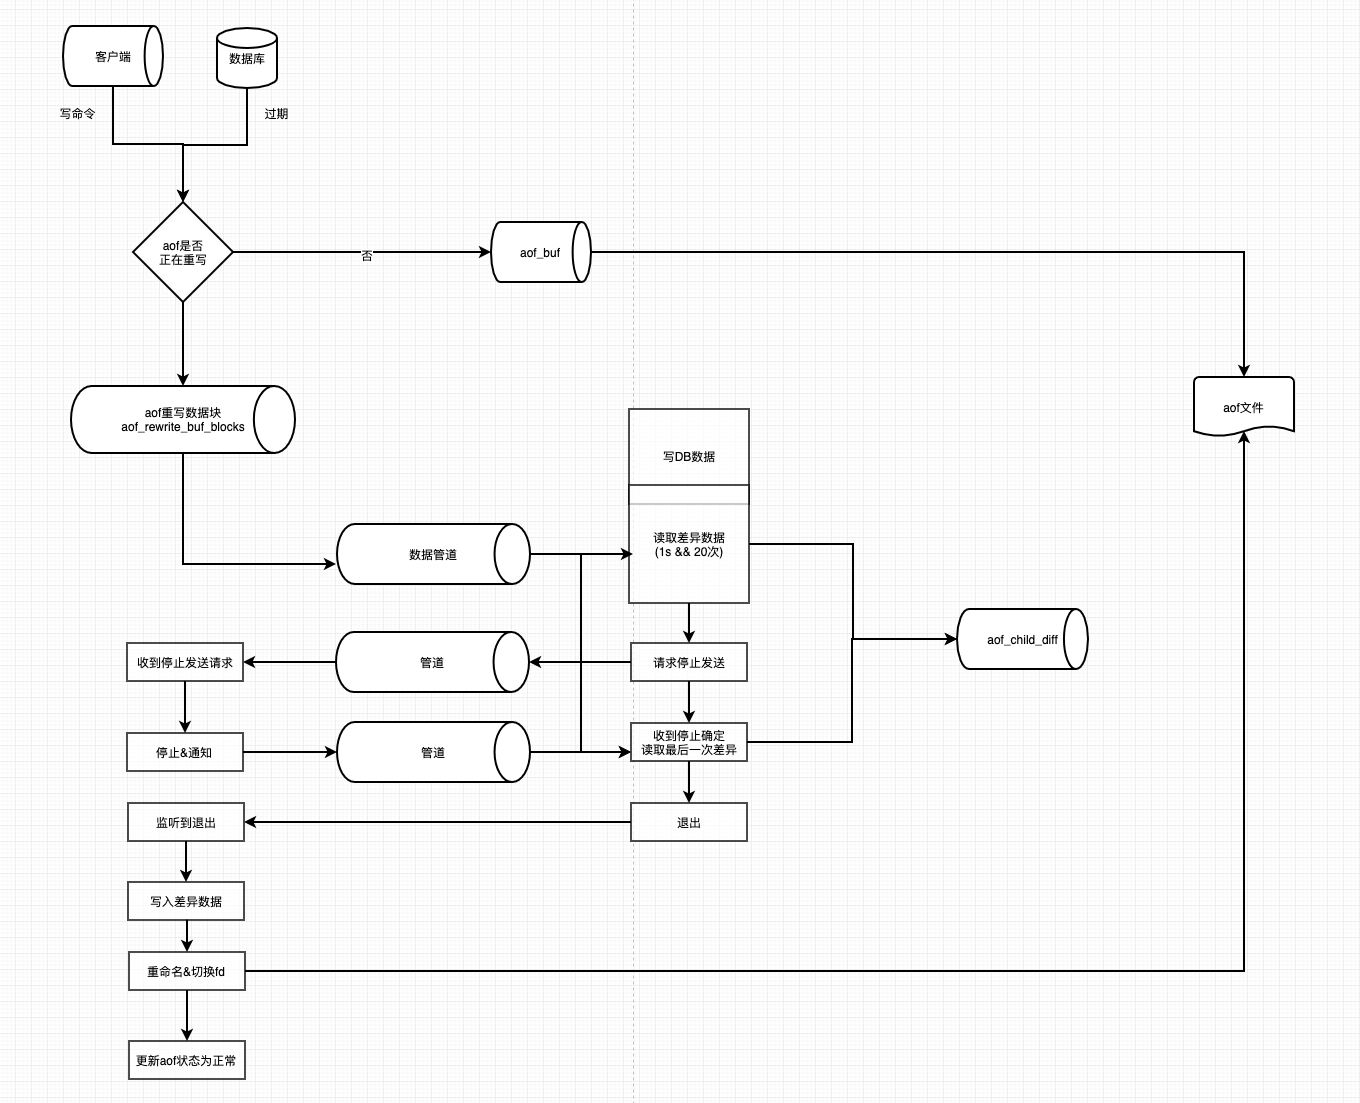 客户端
数据库
写命令
过期
aof是否
正在重写
否
aof_buf
aof文件
aof重写数据块
aof_rewrite_buf_blocks
写DB数据
读取差异数据
(1s && 20次)
数据管道
aof_child_diff
收到停止发送请求
管道
请求停止发送
停止&通知
管道
收到停止确定
读取最后一次差异
监听到退出
退出
写入差异数据
重命名&切换fd
更新aof状态为正常